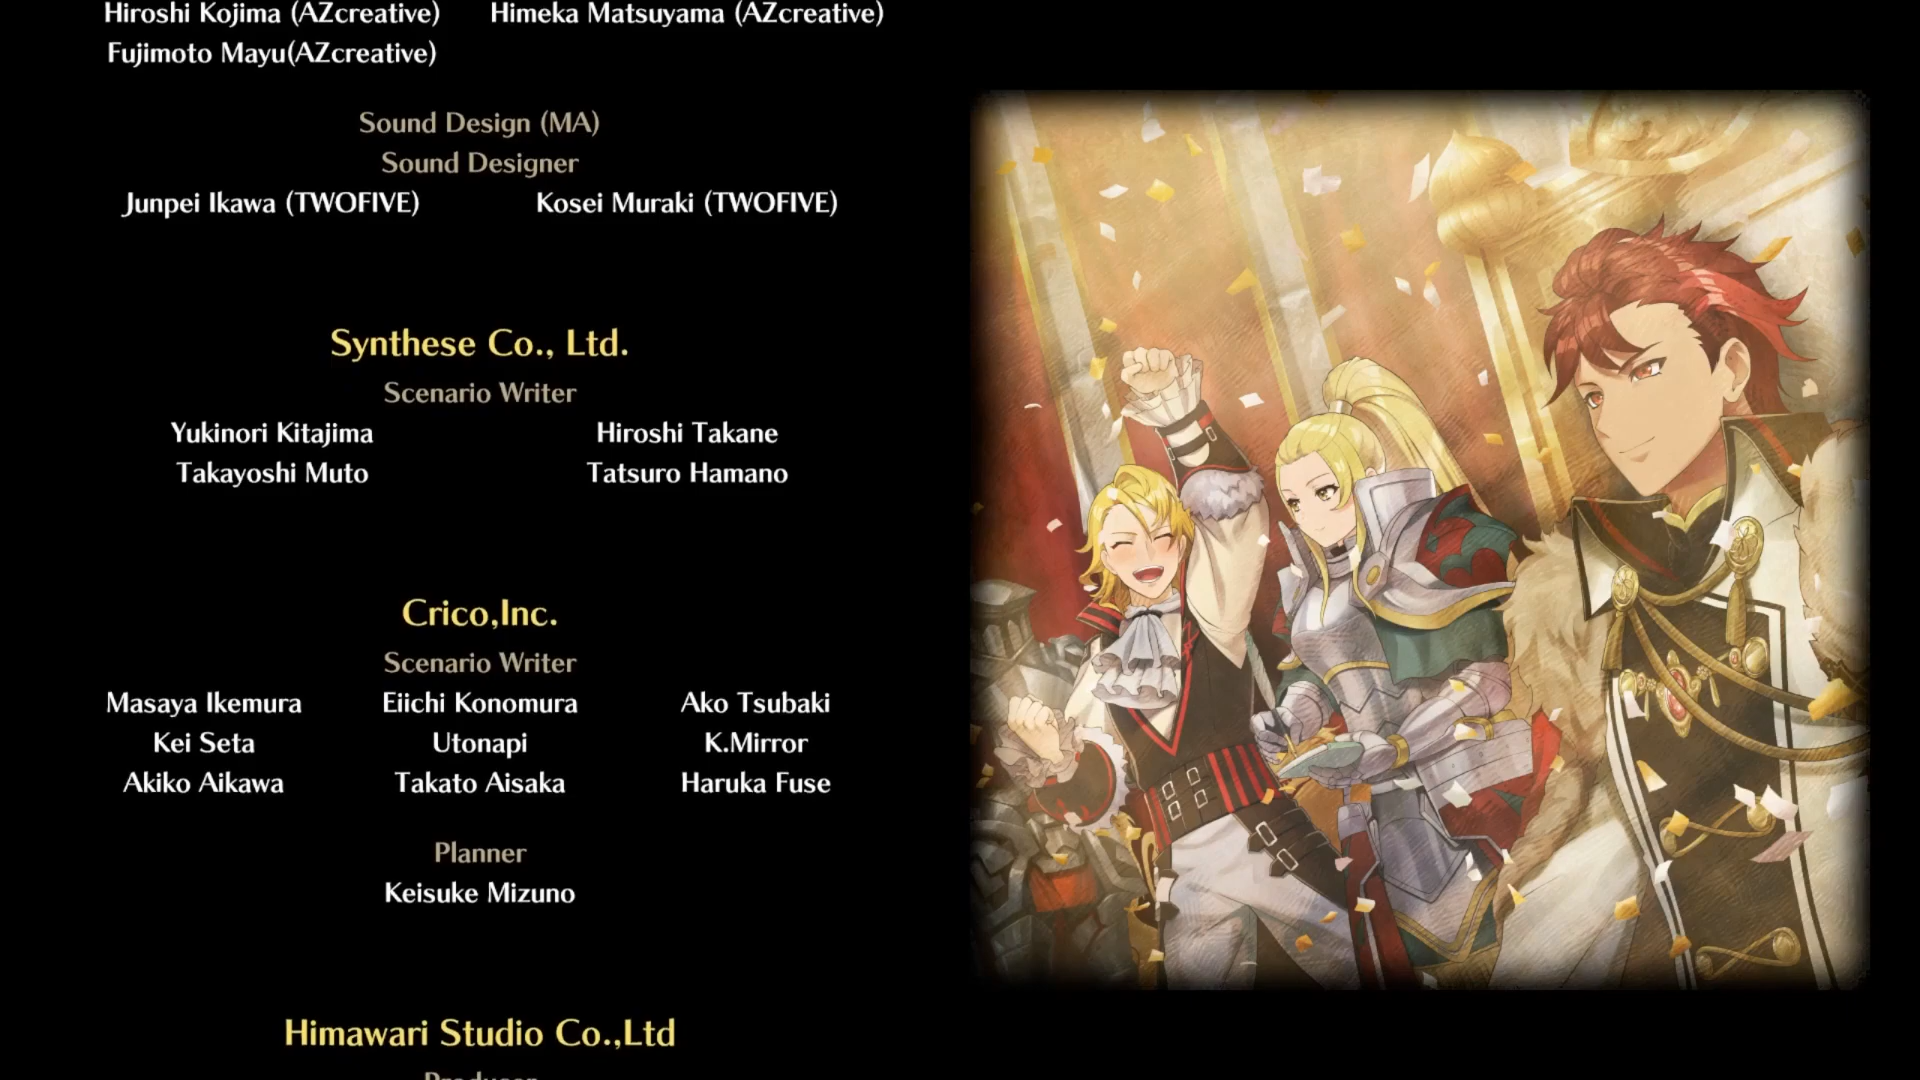 Hiroshi Kojima (AZcreative) Himeka Matsuyama (AZcreative)
Fujimoto Mayu(AZcreative)
Sound Design (MA)
Sound Designer
Junpei Ikawa (TWOFIVE) Kosei Muraki (TWOFIVE)
Synthese Co., Ltd.
Scenario Writer
Yukinori Kitajima Hiroshi Takane
Takayoshi Muto Tatsuro Hamano
Crico,Inc.
Scenario Writer
Masaya Ikemura Eiichi Konomura Ako Tsubaki
Kei Seta Utonapi K.Mirror
Akiko Aikawa Takato Aisaka Haruka Fuse
Planner
Keisuke Mizuno
Himawari Studio Co.,Ltd